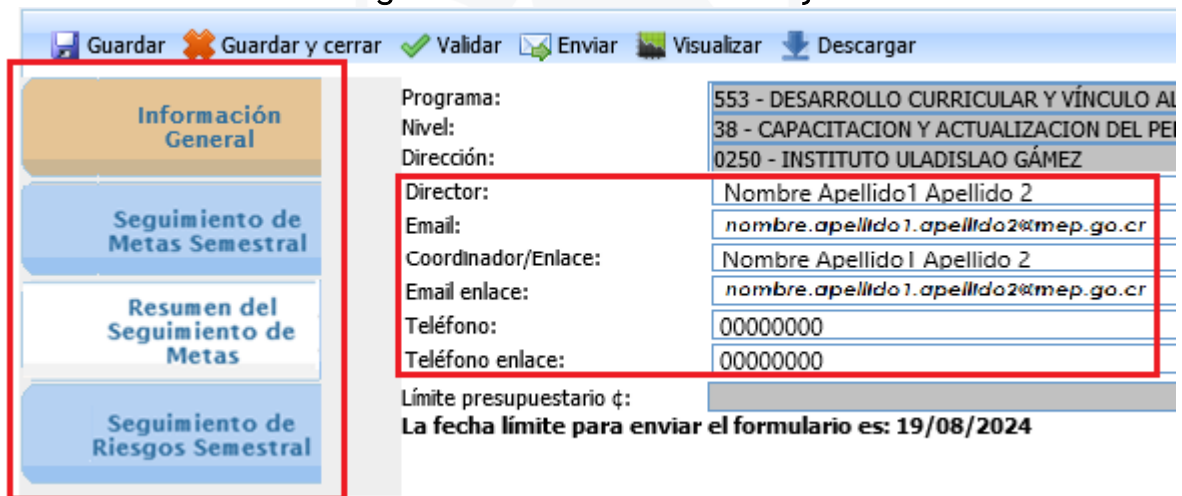 Guardar Guardar y cerrar Validar Enviar Visualizar Descargar
Información
General
Seguimiento de
Metas Semestral
Resumen del
Seguimiento de
Metas
Seguimiento de
Riesgos Semestral
Programa: 553 - DESARROLLO CURRICULAR Y VÍNCULO AL
Nivel: 38 - CAPACITACION Y ACTUALIZACION DEL PE
Dirección: 0250 - INSTITUTO ULADISLAO GÁMEZ
Director: Nombre Apellido1 Apellido 2
Email: nombre.apellido1.apellido2@mep.go.cr
Coordinador/Enlace: Nombre Apellido1 Apellido 2
Email enlace: nombre.apellido1.apellido2@mep.go.cr
Teléfono: 00000000
Teléfono enlace: 00000000
Límite presupuestario ¢:
La fecha límite para enviar el formulario es: 19/08/2024